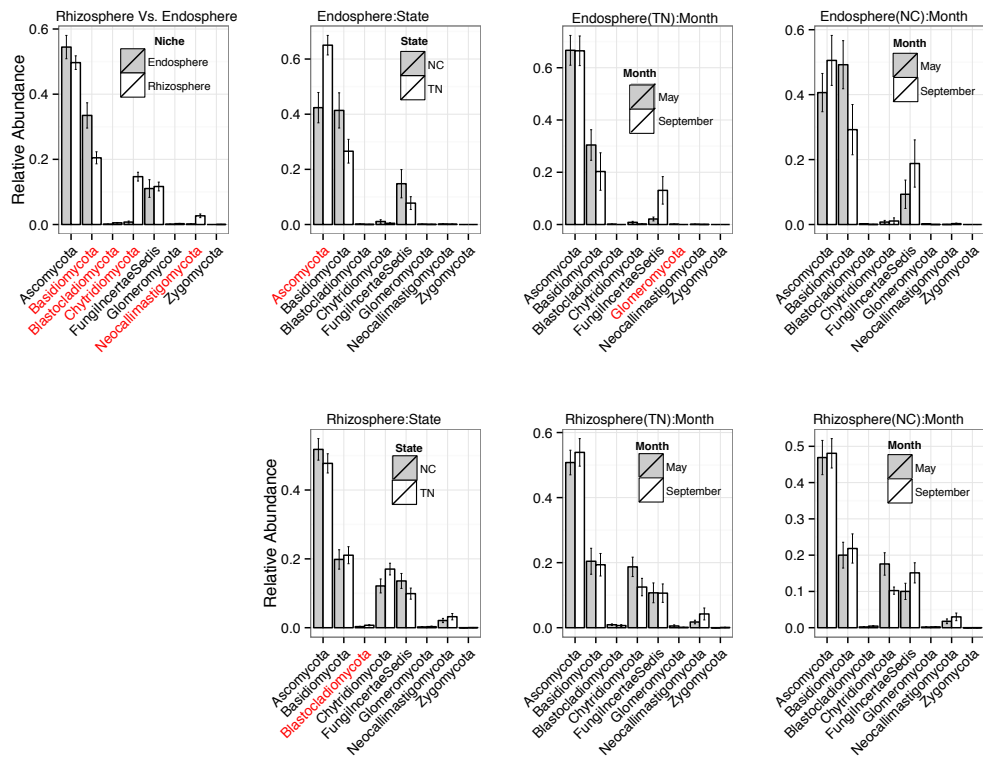 Rhizosphere Vs. Endosphere
Relative Abundance
0.6
0.4
0.2
0.0
Niche
Endosphere
Rhizosphere
Ascomycota
Basidiomycota
Blastocladiomycota
Chytridiomycota
FungiIncertaeSedis
Glomeromycota
Neocallimastigomycota
Zygomycota
Endosphere:State
0.6
0.4
0.2
0.0
State
NC
TN
Ascomycota
Basidiomycota
Blastocladiomycota
Chytridiomycota
FungiIncertaeSedis
Glomeromycota
Neocallimastigomycota
Zygomycota
Endosphere(TN):Month
0.6
0.4
0.2
0.0
Month
May
September
Ascomycota
Basidiomycota
Blastocladiomycota
Chytridiomycota
FungiIncertaeSedis
Glomeromycota
Neocallimastigomycota
Zygomycota
Endosphere(NC):Month
0.6
0.4
0.2
0.0
Month
May
September
Ascomycota
Basidiomycota
Blastocladiomycota
Chytridiomycota
FungiIncertaeSedis
Glomeromycota
Neocallimastigomycota
Zygomycota
Rhizosphere:State
Relative Abundance
0.4
0.2
0.0
State
NC
TN
Ascomycota
Basidiomycota
Blastocladiomycota
Chytridiomycota
FungiIncertaeSedis
Glomeromycota
Neocallimastigomycota
Zygomycota
Rhizosphere(TN):Month
0.6
0.4
0.2
0.0
Month
May
September
Ascomycota
Basidiomycota
Blastocladiomycota
Chytridiomycota
FungiIncertaeSedis
Glomeromycota
Neocallimastigomycota
Zygomycota
Rhizosphere(NC):Month
0.5
0.4
0.3
0.2
0.1
0.0
Month
May
September
Ascomycota
Basidiomycota
Blastocladiomycota
Chytridiomycota
FungiIncertaeSedis
Glomeromycota
Neocallimastigomycota
Zygomycota